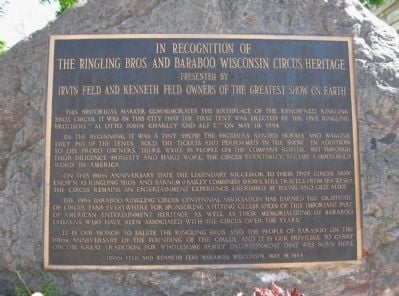 IN RECOGNITION OF
THE RINGLING BROS AND BARABOO WISCONSIN CIRCUS HERITAGE
PRESENTED BY
IRVIN FELD AND KENNETH FELD OWNERS OF THE GREATEST SHOW ON EARTH
THIS HISTORICAL MARKER COMMEMORATES THE BIRTHPLACE OF THE RENOWNED RINGLING
BROS. CIRCUS. IT WAS IN THIS CITY THAT THE FIRST TENT WAS ERECTED BY THE FIVE RINGLING
BROTHERS AL, OTTO, JOHN, CHARLEY AND ALF T. ON MAY 19, 1884.
IN THE BEGINNING IT WAS A TINY SHOW. THE BROTHERS RENTED HORSES AND WAGONS.
THEY PUT UP THE TENTS, SOLD THE TICKETS AND PERFORMED IN THE SHOW. IN ADDITION
TO THE PROUD OWNERS, THERE WERE PEOPLE ON THE COMPANY ROSTER. BUT THROUGH
THEIR DILIGENCE, HONESTY AND HARD WORK, THE CIRCUS EVENTUALLY BECAME A HOUSEHOLD
WORD IN AMERICA.
ON THIS 100th ANNIVERSARY DATE, THE LEGENDARY SUCCESSOR TO THEIR TINY CIRCUS, NOW
KNOWN AS RINGLING BROS. AND BARNUM & BAILEY COMBINED SHOWS, STILL TRAVELS FROM SEA TO SEA.
THE CIRCUS REMAINS AN ENTERTAINMENT EXPERIENCE CHERISHED BY YOUNG AND OLD ALIKE.
THE 1984 BARABOO RINGLING CIRCUS CENTENNIAL ASSOCIATION HAS EARNED THE GRATITUDE
OF CIRCUS FANS EVERYWHERE FOR SPONSORING A FITTING CELEBRATION OF THIS IMPORTANT PART
OF AMERICAN ENTERTAINMENT HERITAGE AS WELL AS THEIR MEMORIALIZING OF BARABOO
CITIZENS WHO HAVE BEEN ASSOCIATED WITH THE CIRCUS OVER THE YEARS.
IT IS OUR HONOR TO SALUTE THE RINGLING BROS. AND THE PEOPLE OF BARABOO ON THE
100th ANNIVERSARY OF THE FOUNDING OF THE CIRCUS AND IT IS OUR PRIVILEGE TO CARRY
ON THE GREAT TRADITION FOR WHOLESOME FAMILY ENTERTAINMENT THAT WAS BORN HERE.
IRVIN FELD AND KENNETH FELD BARABOO, WISCONSIN MAY 19, 1984